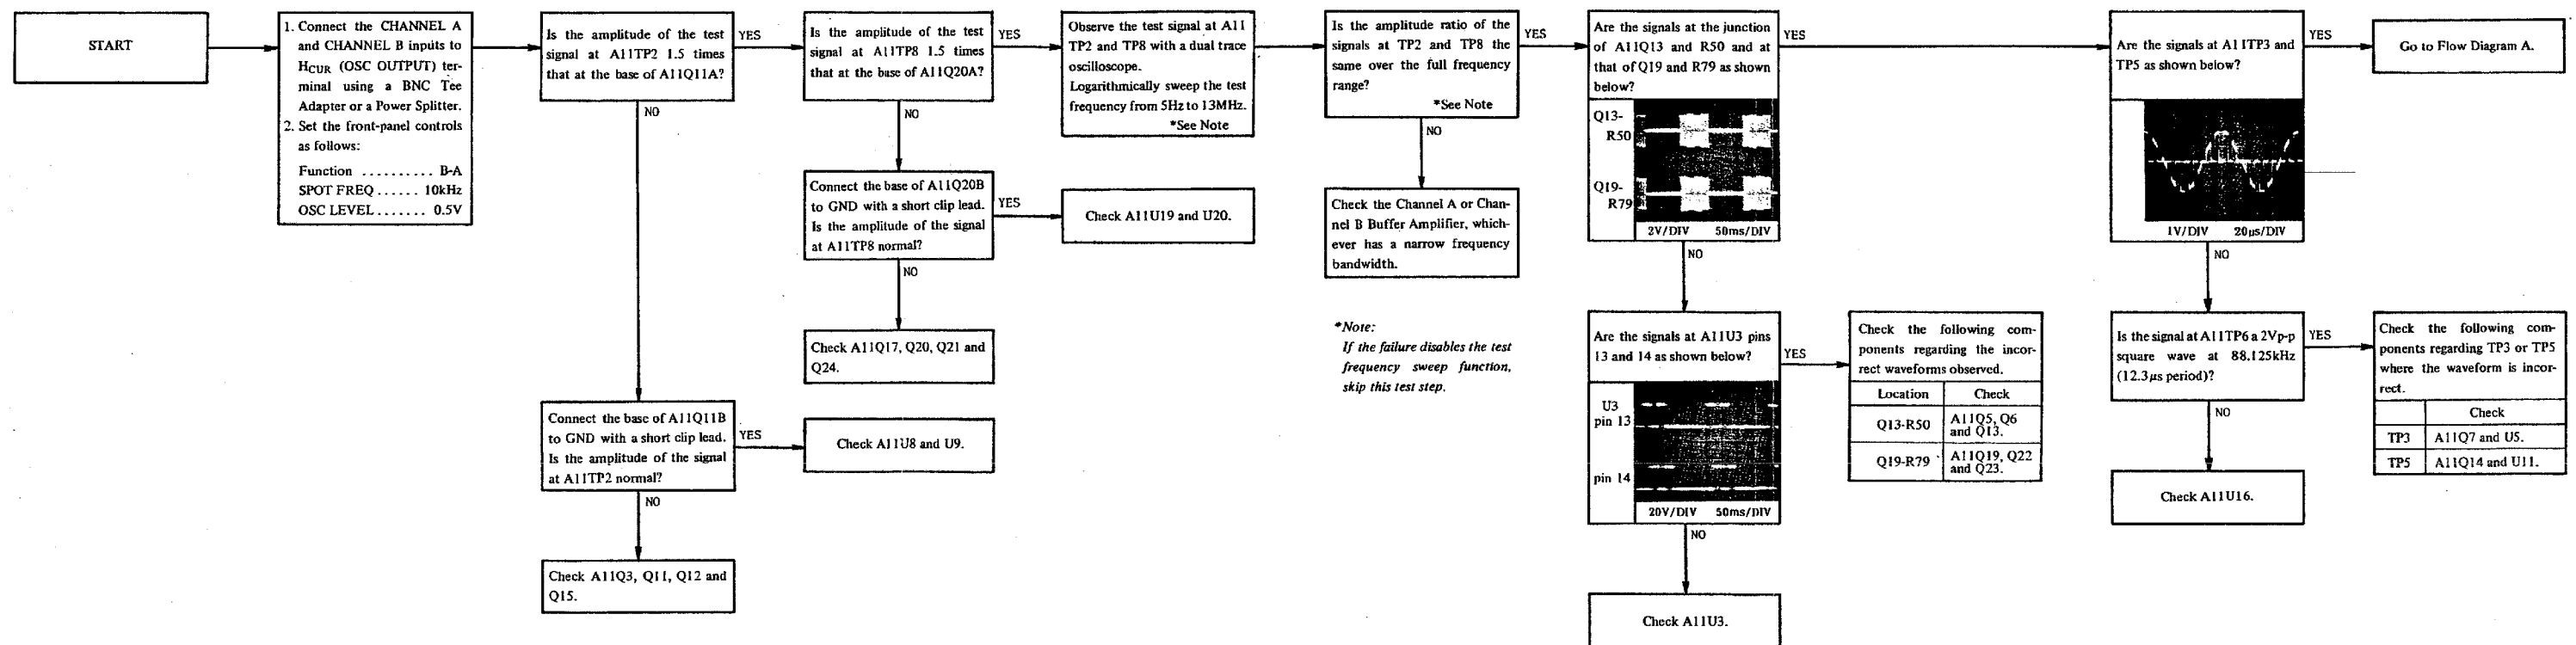 START
1. Connect the CHANNEL A
and CHANNEL B inputs to
HCUR (OSC OUTPUT) ter-
minal using a BNC Tee
Adapter or a Power Splitter.
2. Set the front-panel controls
as follows:
Function .......... B-A
SPOT FREQ ...... 10kHz
OSC LEVEL ....... 0.5V
Is the amplitude of the test
signal at A11TP2 1.5 times
that at the base of A11Q11A?
YES
NO
Connect the base of A11Q11B
to GND with a short clip lead.
Is the amplitude of the signal
at A11TP2 normal?
YES
Check A11U8 and U9.
NO
Check A11Q3, Q11, Q12 and
Q15.
Is the amplitude of the test
signal at A11TP8 1.5 times
that at the base of A11Q20A?
YES
NO
Connect the base of A11Q20B
to GND with a short clip lead.
Is the amplitude of the signal
at A11TP8 normal?
YES
Check A11U19 and U20.
NO
Check A11Q17, Q20, Q21 and
Q24.
Observe the test signal at A11
TP2 and TP8 with a dual trace
oscilloscope.
Logarithmically sweep the test
frequency from 5Hz to 13MHz.
*See Note
Is the amplitude ratio of the
signals at TP2 and TP8 the
same over the full frequency
range?
*See Note
YES
NO
Check the Channel A or Chan-
nel B Buffer Amplifier, which-
ever has a narrow frequency
bandwidth.
*Note:
If the failure disables the test
frequency sweep function,
skip this test step.
Are the signals at the junction
of A11Q13 and R50 and at
that of Q19 and R79 as shown
below?
Q13-
R50
Q19-
R79
2V/DIV 50ms/DIV
YES
NO
Are the signals at A11U3 pins
13 and 14 as shown below?
U3
pin 13
pin 14
20V/DIV 50ms/DIV
YES
Check the following com-
ponents regarding the incor-
rect waveforms observed.
Location Check
Q13-R50 A11Q5, Q6
and Q13.
Q19-R79 A11Q19, Q22
and Q23.
NO
Check A11U3.
Are the signals at A11TP3 and
TP5 as shown below?
1V/DIV 20µs/DIV
YES
Go to Flow Diagram A.
NO
Is the signal at A11TP6 a 2Vp-p
square wave at 88.125kHz
(12.3µs period)?
YES
Check the following com-
ponents regarding TP3 or TP5
where the waveform is incor-
rect.
Check
TP3 A11Q7 and U5.
TP5 A11Q14 and U11.
NO
Check A11U16.